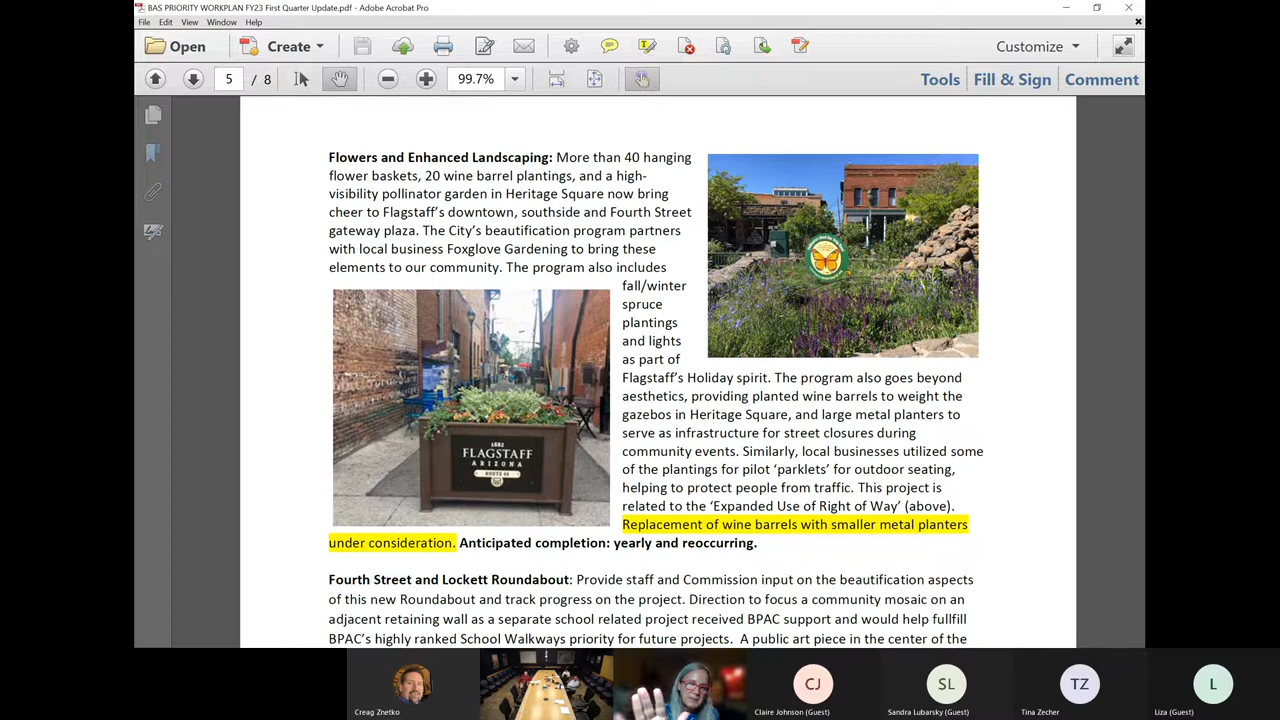 BAS PRIORITY WORKPLAN FY23 First Quarter Update.pdf - Adobe Acrobat Pro
File Edit View Window Help
Open Create Customize
5 / 8 99.7% Tools Fill & Sign Comment
Flowers and Enhanced Landscaping: More than 40 hanging
flower baskets, 20 wine barrel plantings, and a high-
visibility pollinator garden in Heritage Square now bring
cheer to Flagstaff's downtown, southside and Fourth Street
gateway plaza. The City's beautification program partners
with local business Foxglove Gardening to bring these
elements to our community. The program also includes
fall/winter
spruce
plantings
and lights
as part of
Flagstaff's Holiday spirit. The program also goes beyond
aesthetics, providing planted wine barrels to weight the
gazebos in Heritage Square, and large metal planters to
serve as infrastructure for street closures during
community events. Similarly, local businesses utilized some
of the plantings for pilot 'parklets' for outdoor seating,
helping to protect people from traffic. This project is
related to the 'Expanded Use of Right of Way' (above).
Replacement of wine barrels with smaller metal planters
under consideration. Anticipated completion: yearly and reoccurring.
1882
FLAGSTAFF
ARIZONA
ROUTE 66
Fourth Street and Lockett Roundabout: Provide staff and Commission input on the beautification aspects
of this new Roundabout and track progress on the project. Direction to focus a community mosaic on an
adjacent retaining wall as a separate school related project received BPAC support and would help fullfill
BPAC's highly ranked School Walkways priority for future projects. A public art piece in the center of the
CJ SL TZ L
Creag Znetko Claire Johnson (Guest) Sandra Lubarsky (Guest) Tina Zecher Liza (Guest)